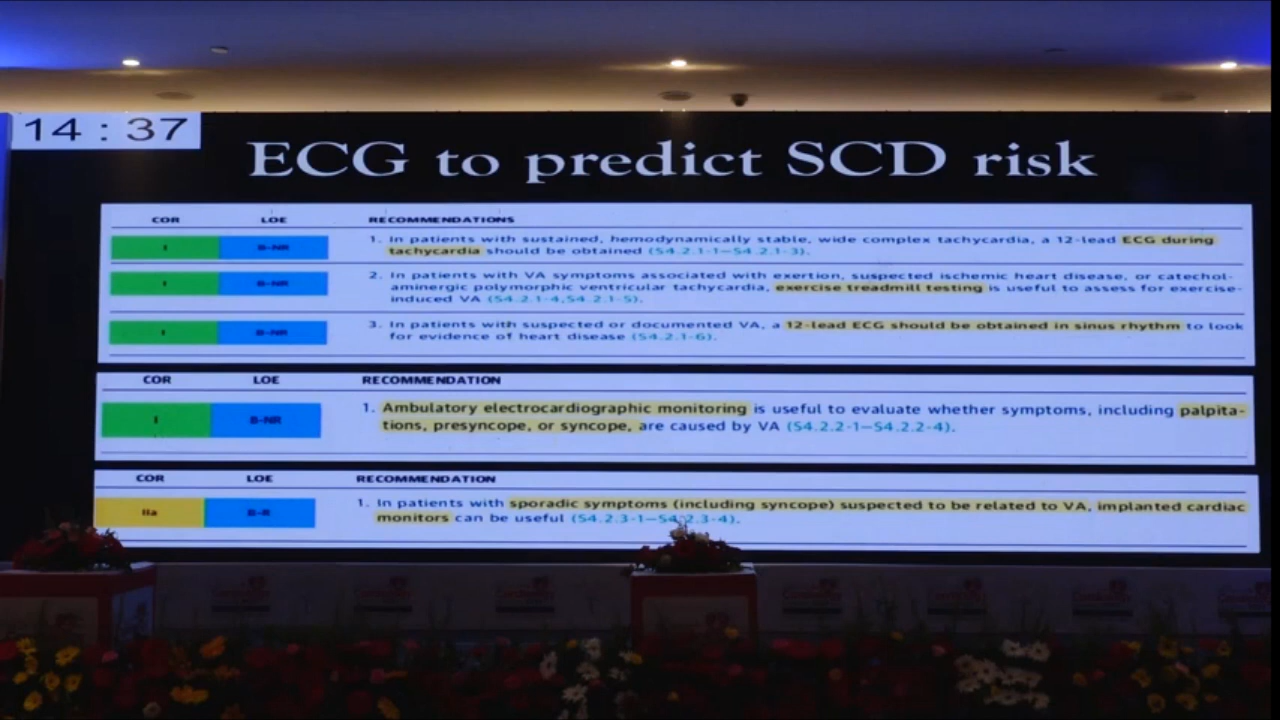 14 : 37
ECG to predict SCD risk
COR LOE RECOMMENDATIONS
I B-NR 1. In patients with sustained, hemodynamically stable, wide complex tachycardia, a 12-lead ECG during
tachycardia should be obtained (S4.2.1-1—S4.2.1-3).
I B-NR 2. In patients with VA symptoms associated with exertion, suspected ischemic heart disease, or catechol-
aminergic polymorphic ventricular tachycardia, exercise treadmill testing is useful to assess for exercise-
induced VA (S4.2.1-4,S4.2.1-5).
I B-NR 3. In patients with suspected or documented VA, a 12-lead ECG should be obtained in sinus rhythm to look
for evidence of heart disease (S4.2.1-6).
COR LOE RECOMMENDATION
I B-NR 1. Ambulatory electrocardiographic monitoring is useful to evaluate whether symptoms, including palpita-
tions, presyncope, or syncope, are caused by VA (S4.2.2-1—S4.2.2-4).
COR LOE RECOMMENDATION
IIa B-R 1. In patients with sporadic symptoms (including syncope) suspected to be related to VA, implanted cardiac
monitors can be useful (S4.2.3-1—S4.2.3-4).